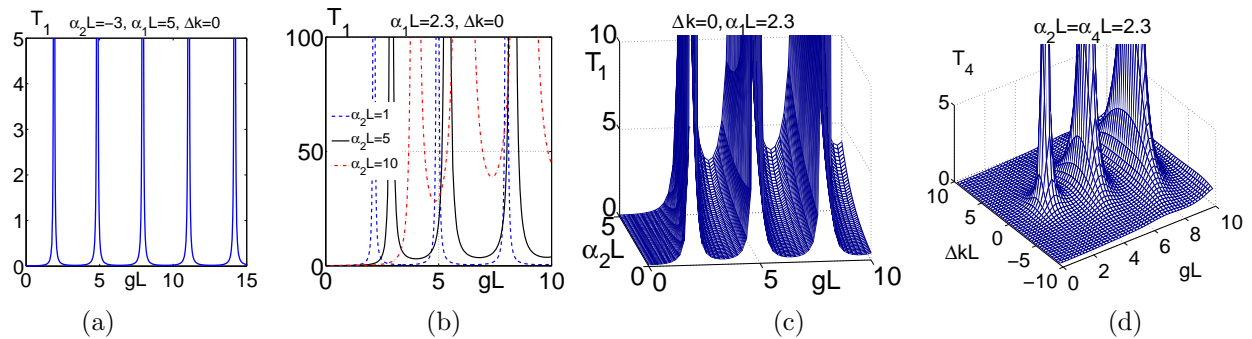 T₁ α₂L=−3, α₁L=5, Δk=0
5
4
3
2
1
0
0 5 10 15
gL
(a)
T₁ α₁L=2.3, Δk=0
100
50
0
α₂L=1
α₂L=5
α₂L=10
0 5 10
gL
(b)
Δk=0, α₁L=2.3
T₁
10
5
0
5
α₂L
0
0 5 10
gL
(c)
α₂L=α₄L=2.3
T₄
5
0
10
5
0
−5
−10
ΔkL
0 2 4 6 8 10
gL
(d)